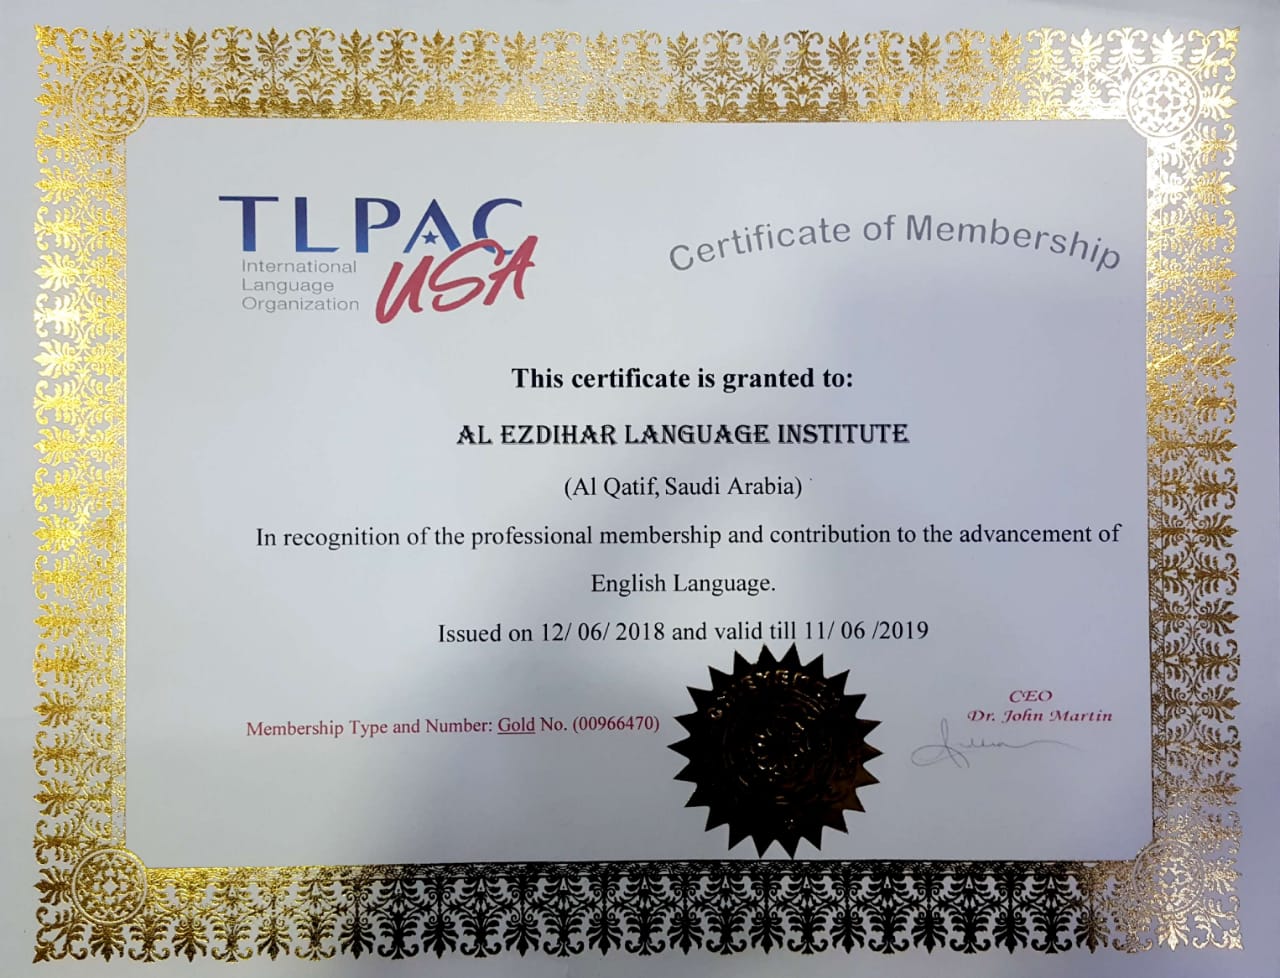 TLPAC
USA
International
Language
Organization
Certificate of Membership
This certificate is granted to:
AL EZDIHAR LANGUAGE INSTITUTE
(Al Qatif, Saudi Arabia)
In recognition of the professional membership and contribution to the advancement of
English Language.
Issued on 12/ 06/ 2018 and valid till 11/ 06 /2019
Membership Type and Number: Gold No. (00966470)
CEO
Dr. John Martin